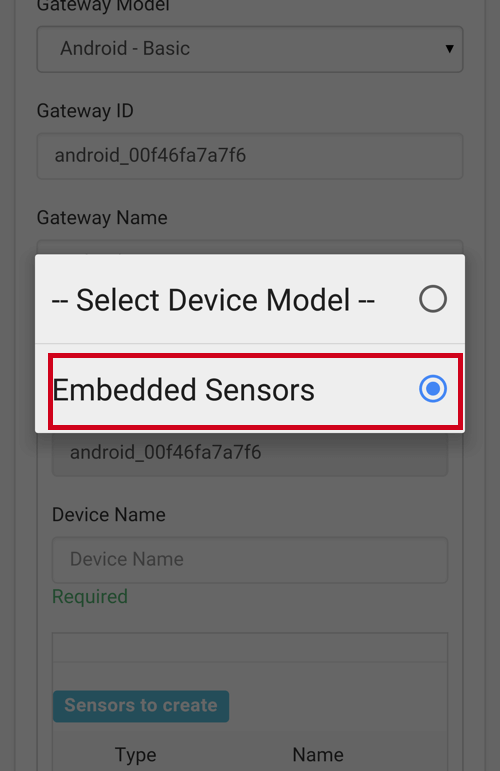 Gateway Model
Android - Basic
Gateway ID
android_00f46fa7a7f6
Gateway Name
-- Select Device Model --
Embedded Sensors
android_00f46fa7a7f6
Device Name
Device Name
Required
Sensors to create
Type Name